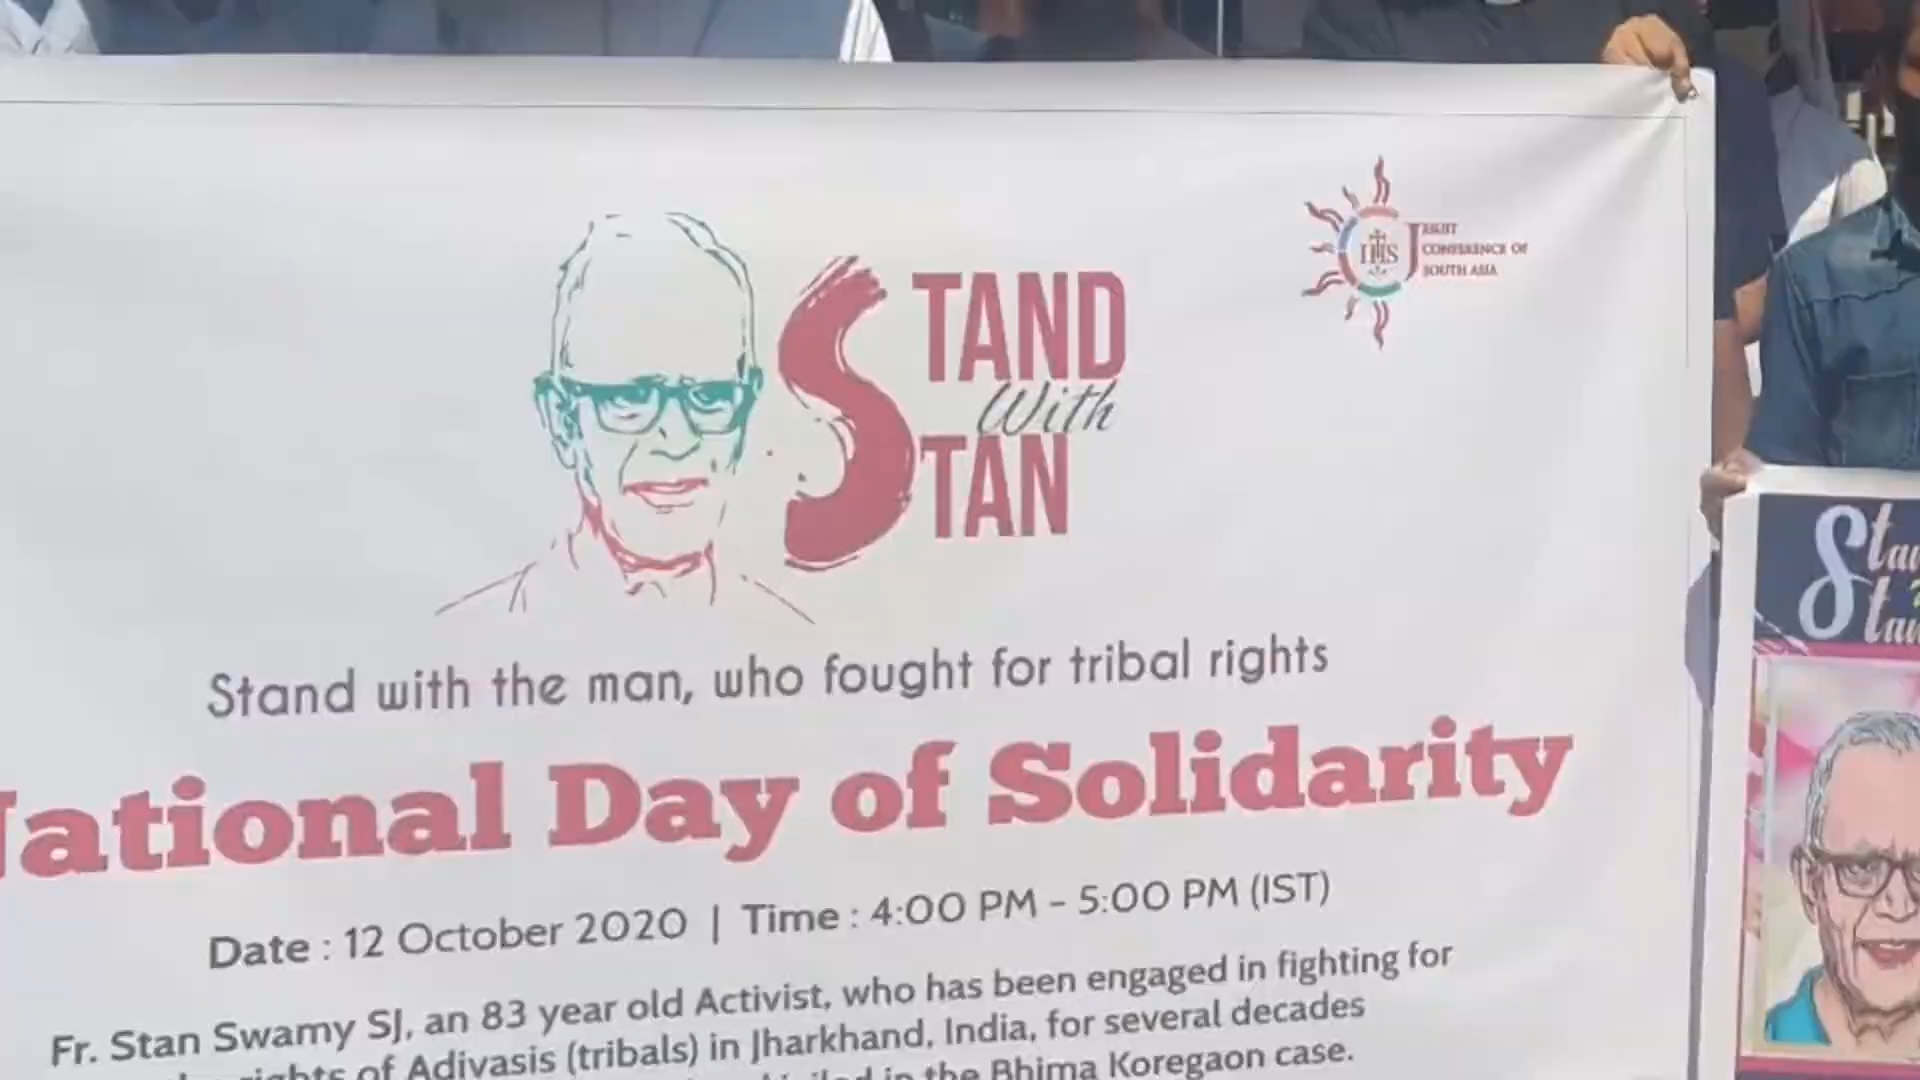 STAND
With
STAN
IHS
JESUIT
CONFERENCE OF
SOUTH ASIA
Stand with the man, who fought for tribal rights
National Day of Solidarity
Date : 12 October 2020 | Time : 4:00 PM - 5:00 PM (IST)
Fr. Stan Swamy SJ, an 83 year old Activist, who has been engaged in fighting for
rights of Adivasis (tribals) in Jharkhand, India, for several decades
in the Bhima Koregaon case.